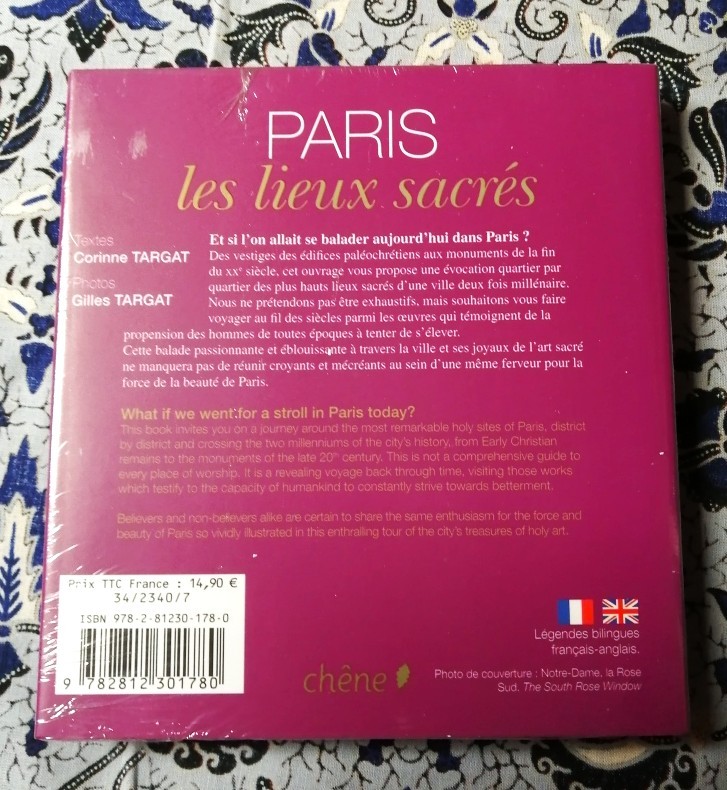 PARIS
les lieux sacrés
Textes
Corinne TARGAT
Photos
Gilles TARGAT
Et si l'on allait se balader aujourd'hui dans Paris ?
Des vestiges des édifices paléochrétiens aux monuments de la fin
du XXe siècle, cet ouvrage vous propose une évocation quartier par
quartier des plus hauts lieux sacrés d'une ville deux fois millénaire.
Nous ne prétendons pas être exhaustifs, mais souhaitons vous faire
voyager au fil des siècles parmi les œuvres qui témoignent de la
propension des hommes de toutes époques à tenter de s'élever.
Cette balade passionnante et éblouissante à travers la ville et ses joyaux de l'art sacré
ne manquera pas de réunir croyants et mécréants au sein d'une même ferveur pour la
force de la beauté de Paris.
What if we went for a stroll in Paris today?
This book invites you on a journey around the most remarkable holy sites of Paris, district
by district and crossing the two millenniums of the city's history, from Early Christian
remains to the monuments of the late 20th century. This is not a comprehensive guide to
every place of worship. It is a revealing voyage back through time, visiting those works
which testify to the capacity of humankind to constantly strive towards betterment.
Believers and non-believers alike are certain to share the same enthusiasm for the force and
beauty of Paris so vividly illustrated in this enthralling tour of the city's treasures of holy art.
Prix TTC France : 14,90 €
34/2340/7
ISBN 978-2-81230-178-0
9 782812 301780
chêne
Légendes bilingues
français-anglais.
Photo de couverture : Notre-Dame, la Rose
Sud. The South Rose Window